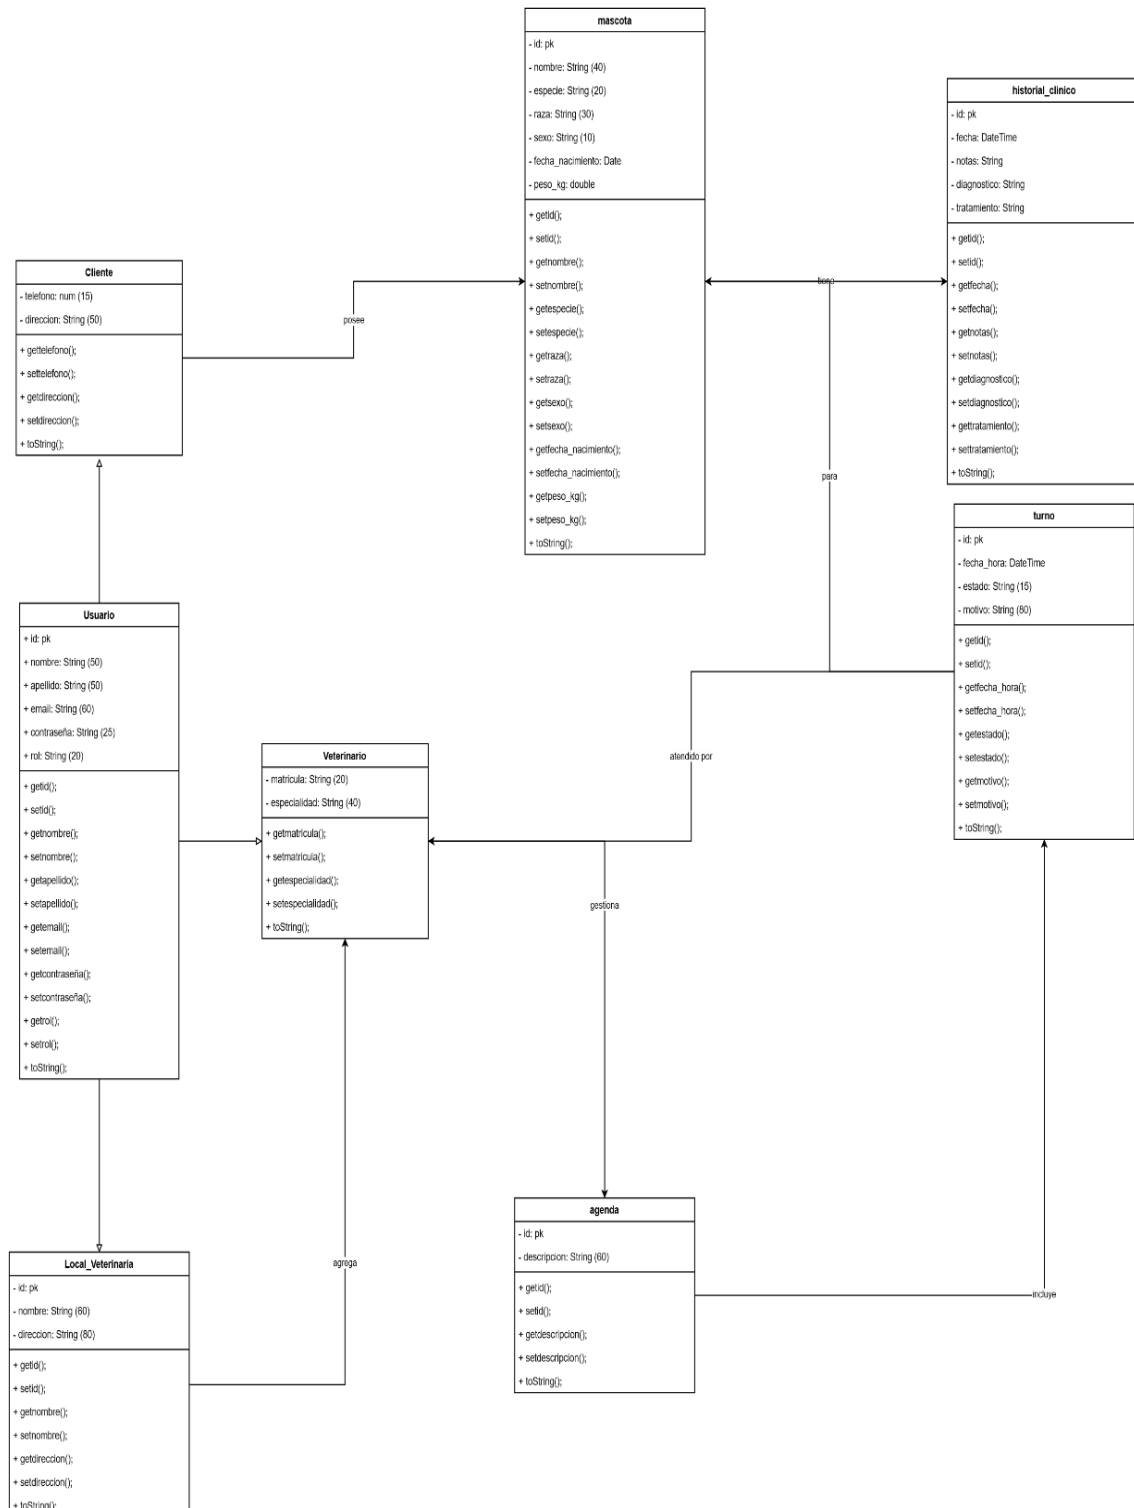 mascota
- id: pk
- nombre: String (40)
- especie: String (20)
- raza: String (30)
- sexo: String (10)
- fecha_nacimiento: Date
- peso_kg: double
+ getid();
+ setid();
+ getnombre();
+ setnombre();
+ getespecie();
+ setespecie();
+ getraza();
+ setraza();
+ getsexo();
+ setsexo();
+ getfecha_nacimiento();
+ setfecha_nacimiento();
+ getpeso_kg();
+ setpeso_kg();
+ toString();
historial_clinico
- id: pk
- fecha: DateTime
- notas: String
- diagnostico: String
- tratamiento: String
+ getid();
+ setid();
+ getfecha();
+ setfecha();
+ getnotas();
+ setnotas();
+ getdiagnostico();
+ setdiagnostico();
+ gettratamiento();
+ settratamiento();
+ toString();
Cliente
- telefono: num (15)
- direccion: String (50)
+ gettelefono();
+ settelefono();
+ getdireccion();
+ setdireccion();
+ toString();
posee
tiene
para
turno
- id: pk
- fecha_hora: DateTime
- estado: String (15)
- motivo: String (80)
+ getid();
+ setid();
+ getfecha_hora();
+ setfecha_hora();
+ getestado();
+ setestado();
+ getmotivo();
+ setmotivo();
+ toString();
Usuario
+ id: pk
+ nombre: String (50)
+ apellido: String (50)
+ email: String (60)
+ contraseña: String (25)
+ rol: String (20)
+ getid();
+ setid();
+ getnombre();
+ setnombre();
+ getapellido();
+ setapellido();
+ getemail();
+ setemail();
+ getcontraseña();
+ setcontraseña();
+ getrol();
+ setrol();
+ toString();
Veterinario
- matricula: String (20)
- especialidad: String (40)
+ getmatricula();
+ setmatricula();
+ getespecialidad();
+ setespecialidad();
+ toString();
atendido por
gestiona
agenda
- id: pk
- descripcion: String (60)
+ getid();
+ setid();
+ getdescripcion();
+ setdescripcion();
+ toString();
agrega
incluye
Local_Veterinaria
- id: pk
- nombre: String (60)
- direccion: String (80)
+ getid();
+ setid();
+ getnombre();
+ setnombre();
+ getdireccion();
+ setdireccion();
+ toString();